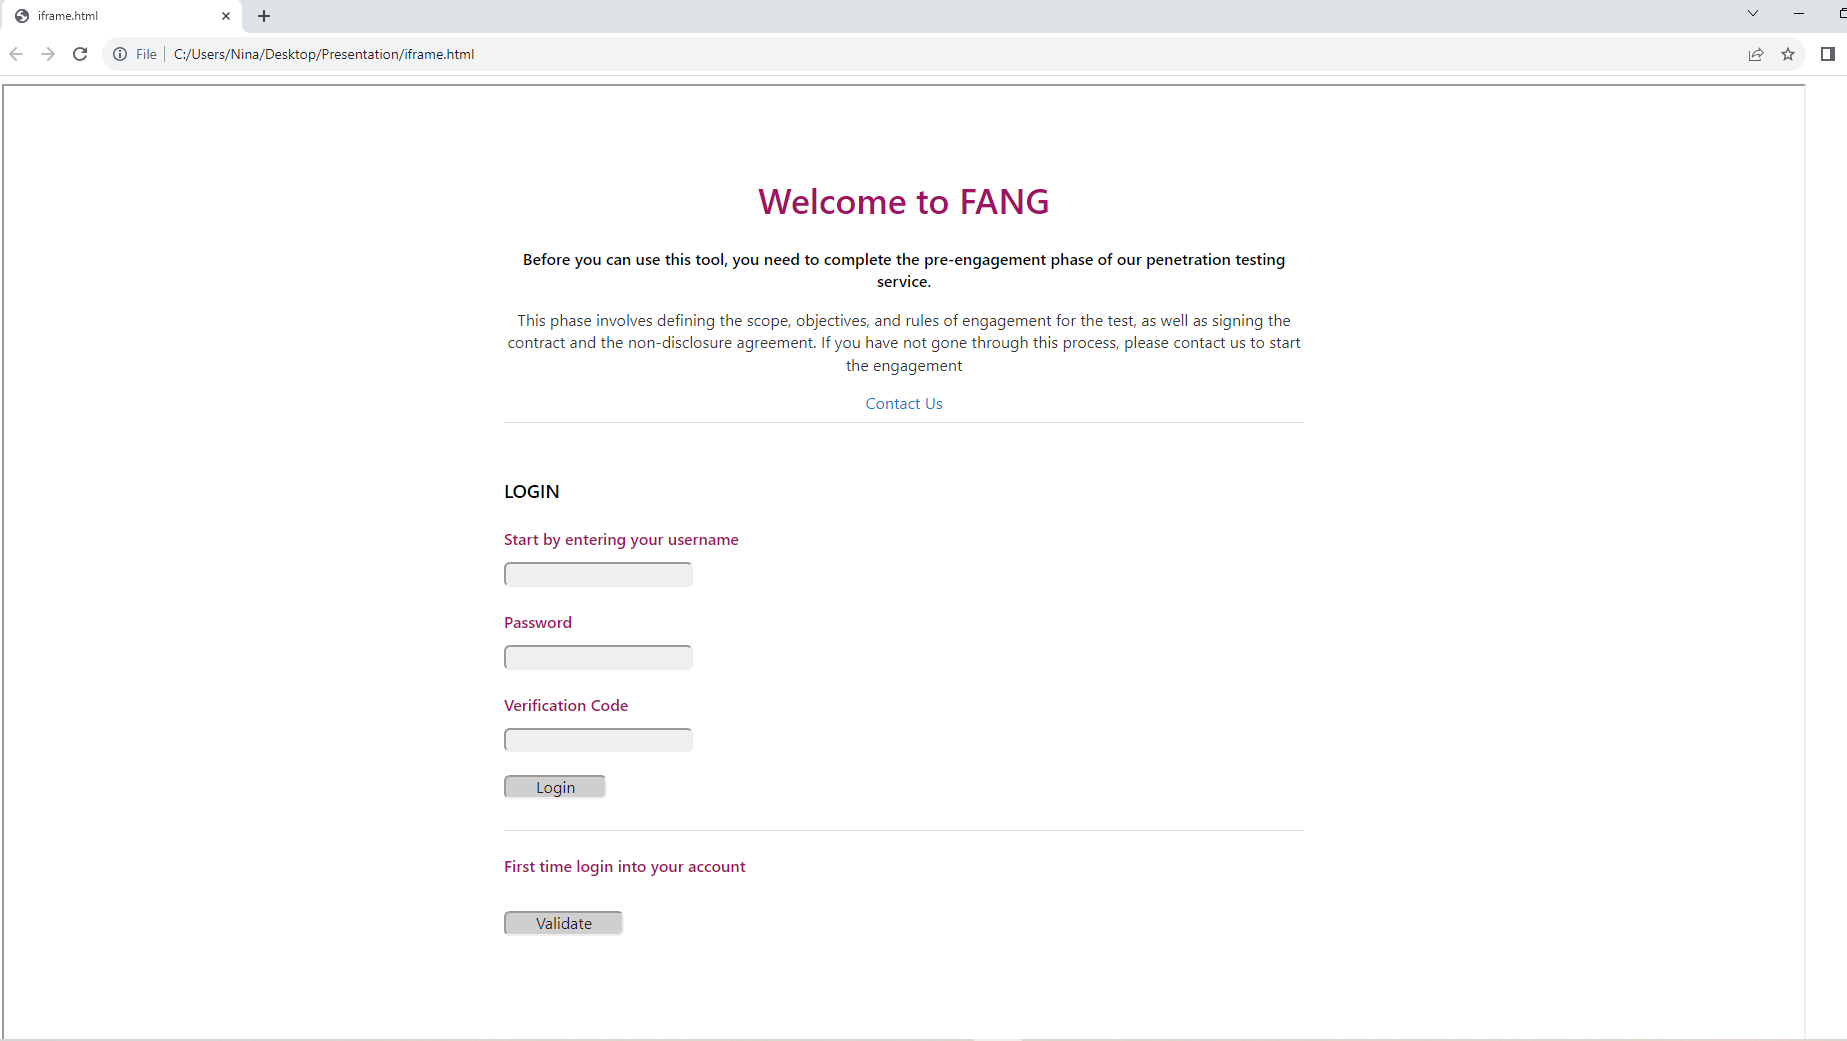 iframe.html
File
C:/Users/Nina/Desktop/Presentation/iframe.html
Welcome to FANG
Before you can use this tool, you need to complete the pre-engagement phase of our penetration testing
service.
This phase involves defining the scope, objectives, and rules of engagement for the test, as well as signing the
contract and the non-disclosure agreement. If you have not gone through this process, please contact us to start
the engagement
Contact Us
LOGIN
Start by entering your username
Password
Verification Code
Login
First time login into your account
Validate